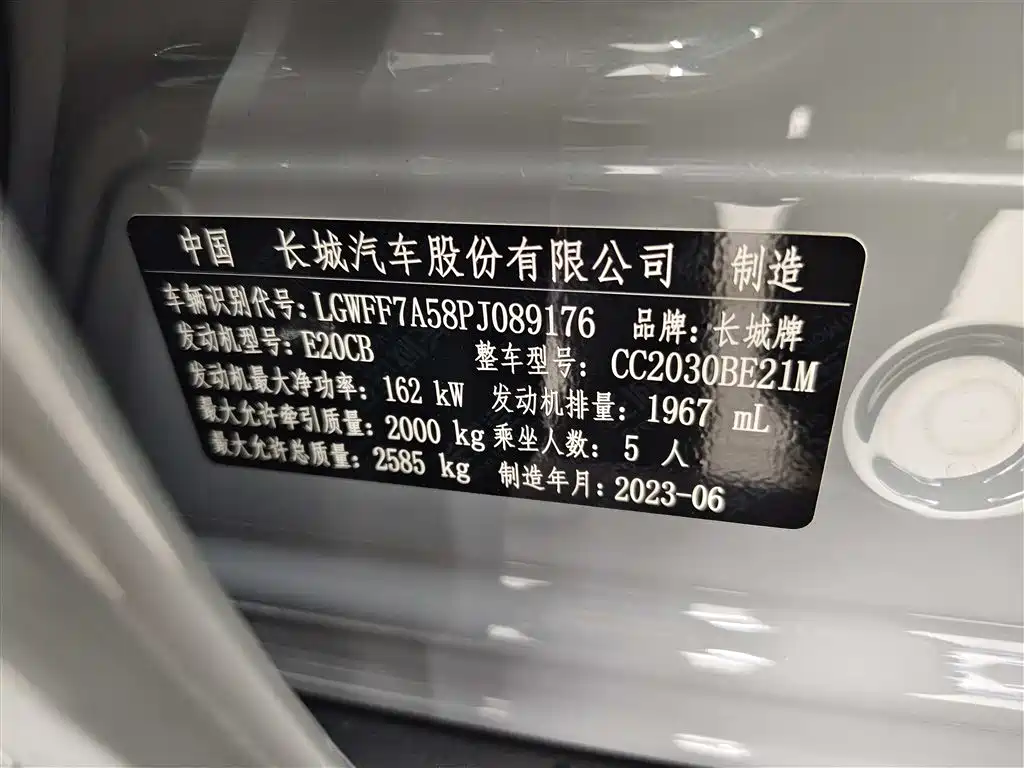 中国 长城汽车股份有限公司 制造
车辆识别代号：LGWFF7A58PJ089176 品牌：长城牌
发动机型号：E20CB 整车型号：CC2030BE21M
发动机最大净功率：162 kW 发动机排量：1967 mL
最大允许牵引质量：2000 kg 乘坐人数：5 人
最大允许总质量：2585 kg 制造年月：2023-06